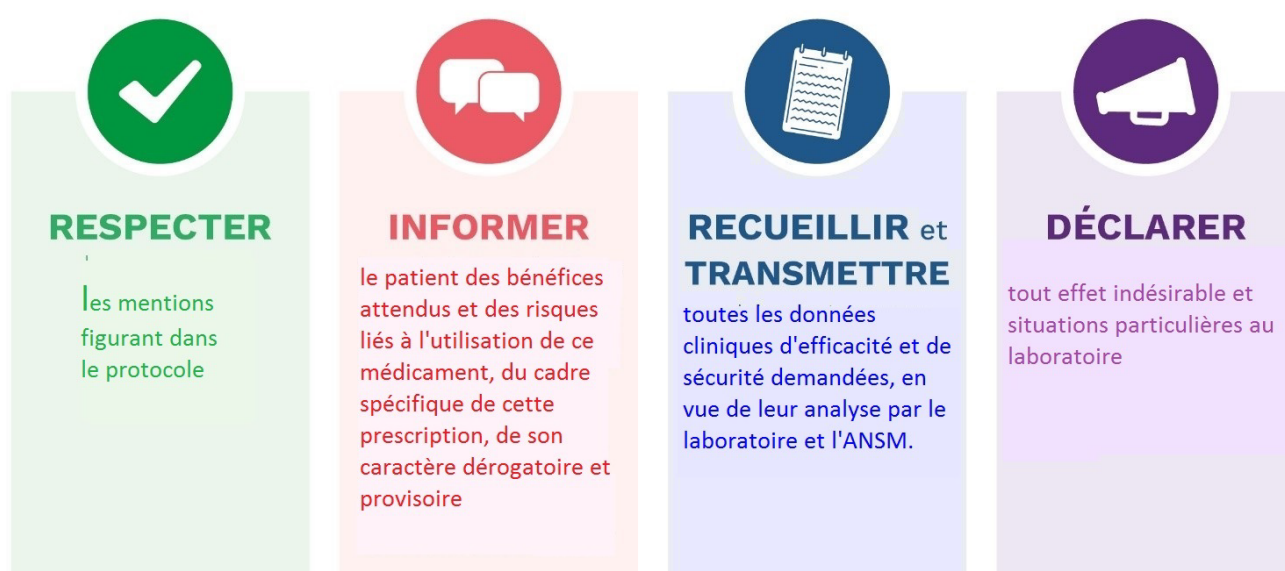 RESPECTER
les mentions
figurant dans
le protocole
INFORMER
le patient des bénéfices
attendus et des risques
liés à l'utilisation de ce
médicament, du cadre
spécifique de cette
prescription, de son
caractère dérogatoire et
provisoire
RECUEILLIR et
TRANSMETTRE
toutes les données
cliniques d'efficacité et de
sécurité demandées, en
vue de leur analyse par le
laboratoire et l'ANSM.
DÉCLARER
tout effet indésirable et
situations particulières au
laboratoire